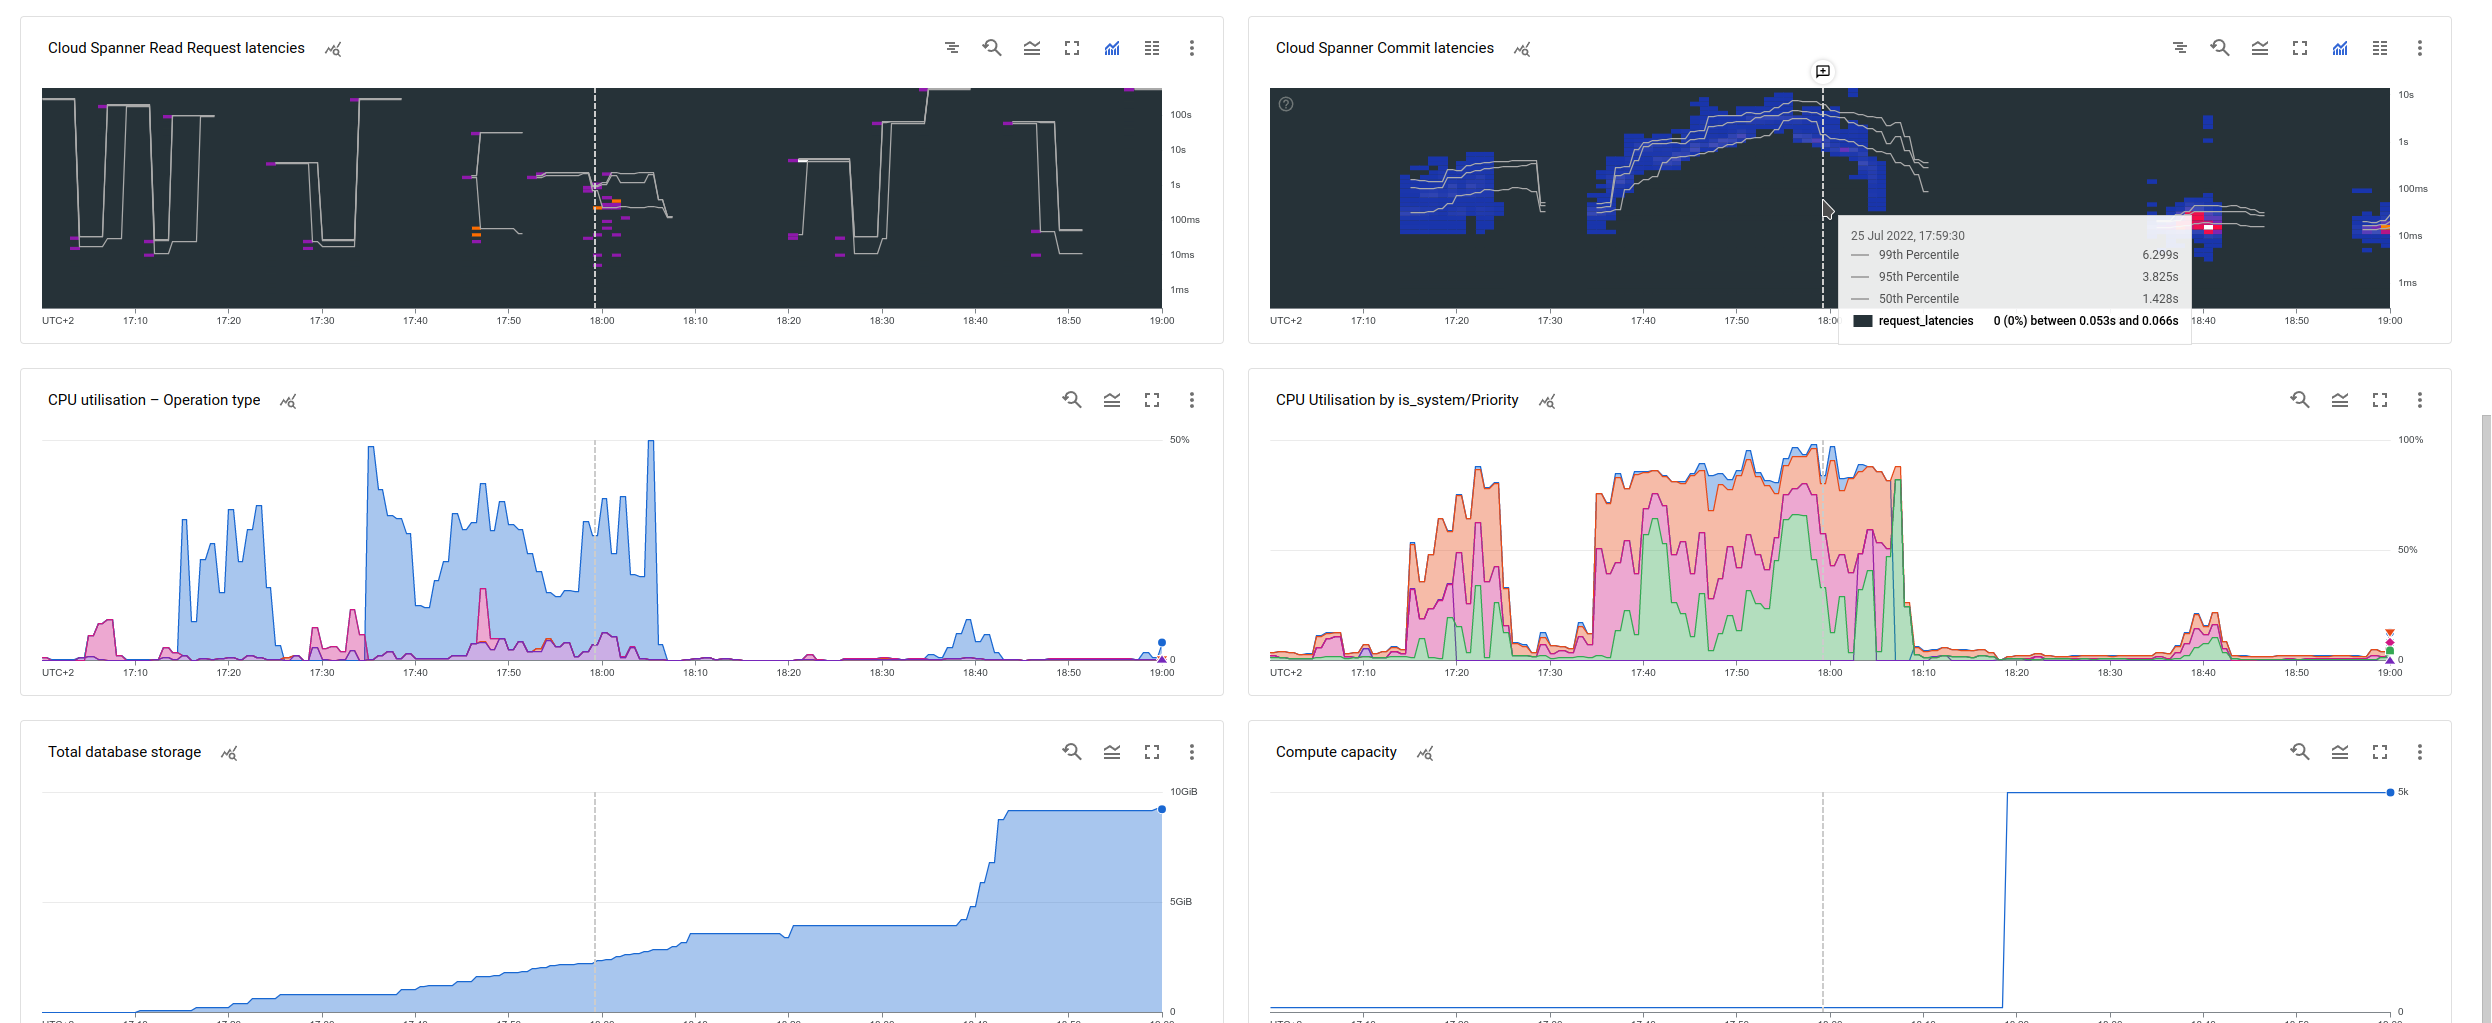 Cloud Spanner Read Request latencies
100s
10s
1s
100ms
10ms
1ms
UTC+2 17:10 17:20 17:30 17:40 17:50 18:00 18:10 18:20 18:30 18:40 18:50 19:00
Cloud Spanner Commit latencies
10s
1s
100ms
10ms
1ms
25 Jul 2022, 17:59:30
99th Percentile 6.299s
95th Percentile 3.825s
50th Percentile 1.428s
request_latencies 0 (0%) between 0.053s and 0.066s
UTC+2 17:10 17:20 17:30 17:40 17:50 18:40 18:50 19:00
CPU utilisation – Operation type
50%
0
UTC+2 17:10 17:20 17:30 17:40 17:50 18:00 18:10 18:20 18:30 18:40 18:50 19:00
CPU Utilisation by is_system/Priority
100%
50%
0
UTC+2 17:10 17:20 17:30 17:40 17:50 18:00 18:10 18:20 18:30 18:40 18:50 19:00
Total database storage
10GiB
5GiB
0
Compute capacity
5k
0